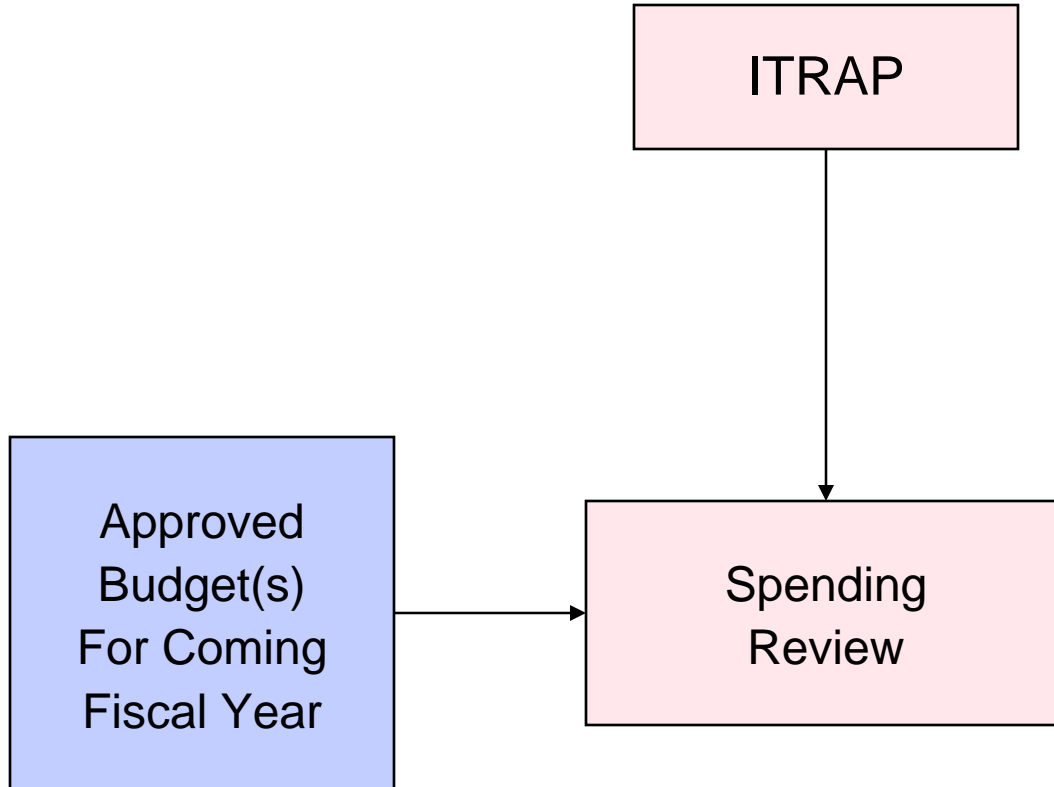 ITRAP
Approved
Budget(s)
For Coming
Fiscal Year
Spending
Review